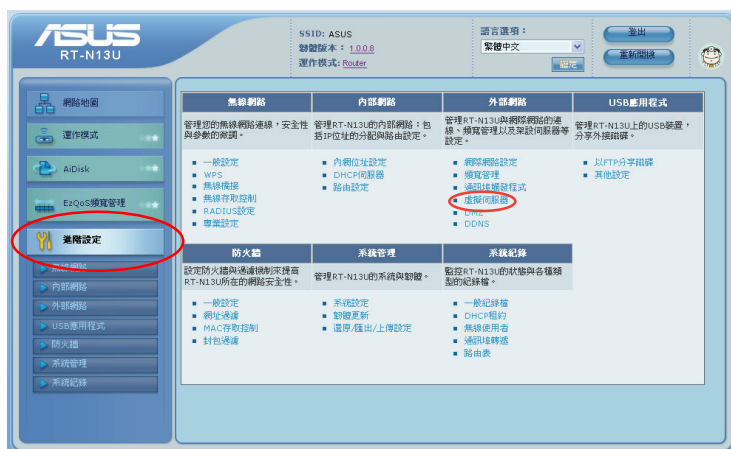 ASUS
RT-N13U
SSID: ASUS
韌體版本： 1.0.0.8
運作模式: Router
語言選項：
繁體中文
設定
登出
重新開機
網路地圖
運作模式
AiDisk
EzQoS頻寬管理
進階設定
無線網路
內部網路
外部網路
USB應用程式
防火牆
系統管理
系統紀錄
無線網路
管理您的無線網路連線，安全性
與參數的微調。
一般設定
WPS
無線橋接
無線存取控制
RADIUS設定
專業設定
內部網路
管理RT-N13U的內部網路：包
括IP位址的分配與路由設定。
內網位址設定
DHCP伺服器
路由設定
外部網路
管理RT-N13U與網際網路的連
線、頻寬管理以及架設伺服器等
設定。
網際網路設定
頻寬管理
通訊埠觸發程式
虛擬伺服器
DMZ
DDNS
USB應用程式
管理RT-N13U上的USB裝置，
分享外接磁碟。
以FTP分享磁碟
其他設定
防火牆
設定防火牆與過濾機制來提高
RT-N13U所在的網路安全性。
一般設定
網址過濾
MAC存取控制
封包過濾
系統管理
管理RT-N13U的系統與韌體。
系統設定
韌體更新
還原/匯出/上傳設定
系統紀錄
監控RT-N13U的狀態與各種類
型的紀錄檔。
一般紀錄檔
DHCP租約
無線使用者
通訊埠轉遞
路由表